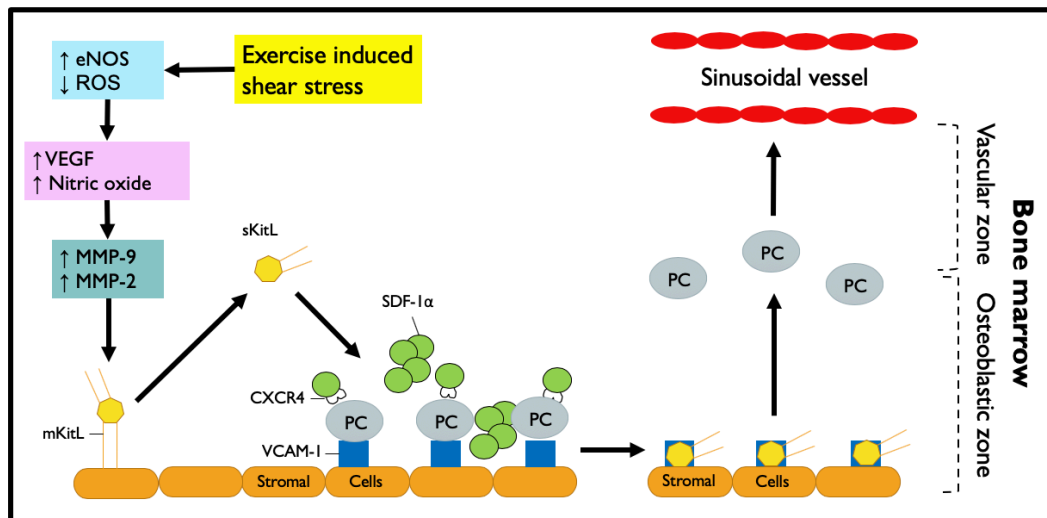 ↑ eNOS
↓ ROS
Exercise induced
shear stress
↑ VEGF
↑ Nitric oxide
↑ MMP-9
↑ MMP-2
sKitL
mKitL
SDF-1α
CXCR4
VCAM-1
PC
PC
PC
Stromal
Cells
Sinusoidal vessel
PC
PC
PC
Stromal
Cells
Vascular zone
Osteoblastic zone
Bone marrow